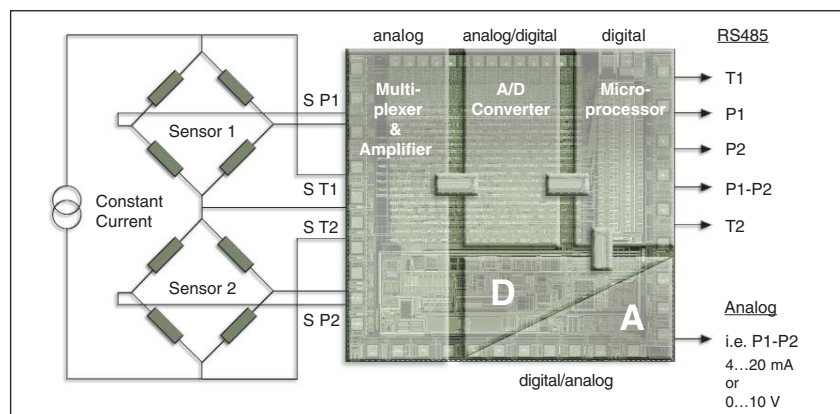 analog
analog/digital
digital
RS485
Multi-
plexer
&
Amplifier
A/D
Converter
Micro-
processor
S P1
Sensor 1
S T1
Constant
Current
S T2
Sensor 2
S P2
T1
P1
P2
P1-P2
T2
D
A
digital/analog
Analog
i.e. P1-P2
4…20 mA
or
0…10 V